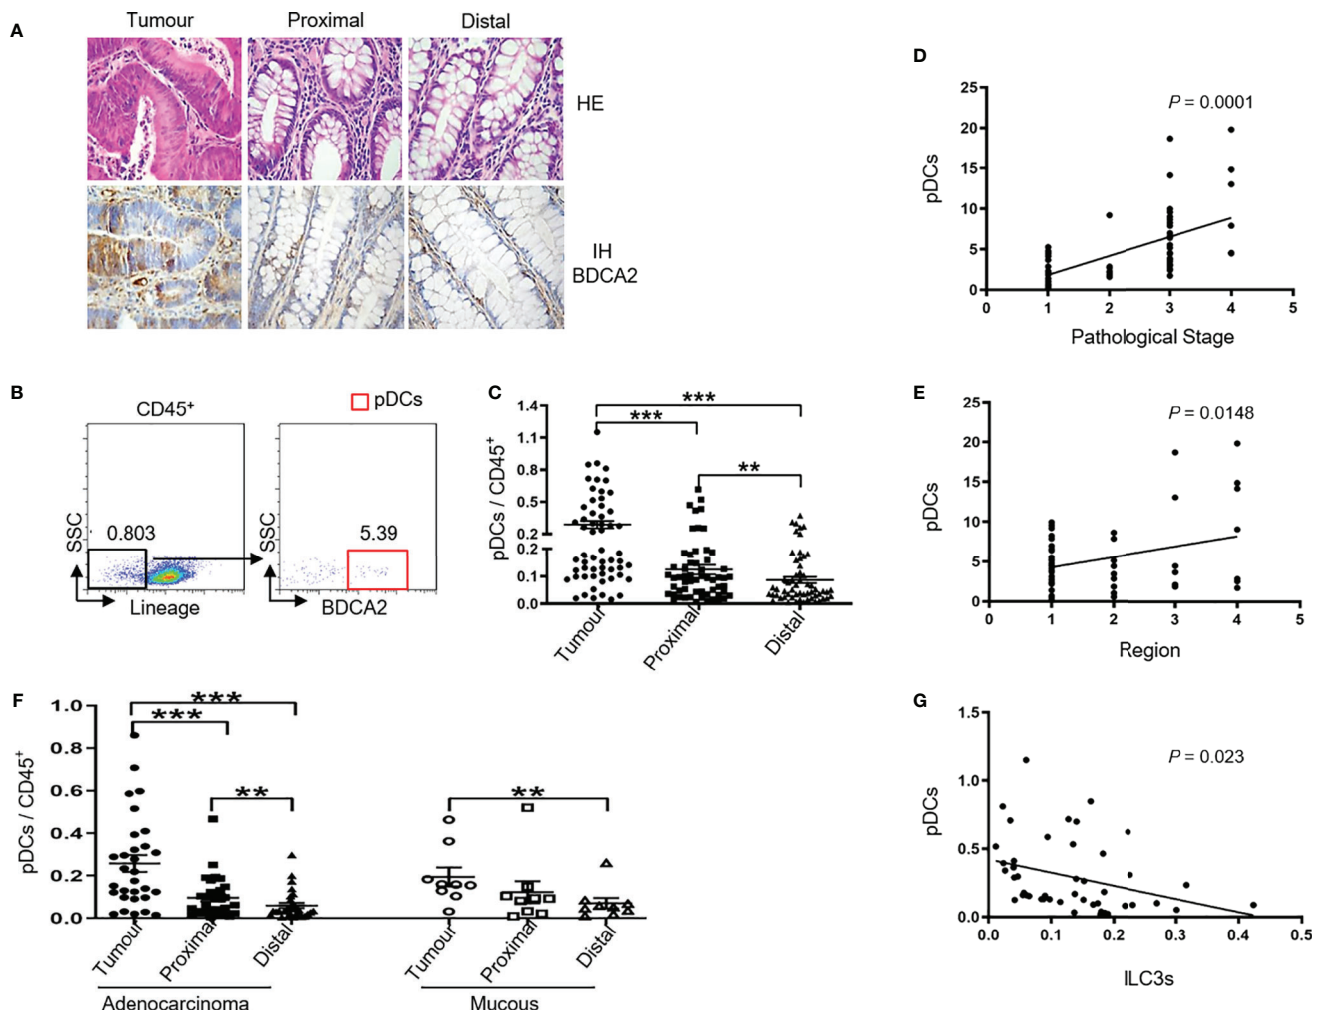 A
Tumour
Proximal
Distal
HE
IH
BDCA2
B
CD45+
pDCs
SSC
0.803
Lineage
SSC
5.39
BDCA2
C
***
***
**
pDCs / CD45+
1.4
1.1
0.8
0.5
0.2
0.2
0.1
0.0
Tumour
Proximal
Distal
D
P = 0.0001
pDCs
25
20
15
10
5
0
0 1 2 3 4 5
Pathological Stage
E
P = 0.0148
pDCs
25
20
15
10
5
0
0 1 2 3 4 5
Region
F
***
***
**
**
pDCs / CD45+
1.0
0.8
0.6
0.4
0.2
0.0
Tumour
Proximal
Distal
Tumour
Proximal
Distal
Adenocarcinoma
Mucous
G
P = 0.023
pDCs
1.5
1.0
0.5
0.0
0.0 0.1 0.2 0.3 0.4 0.5
ILC3s